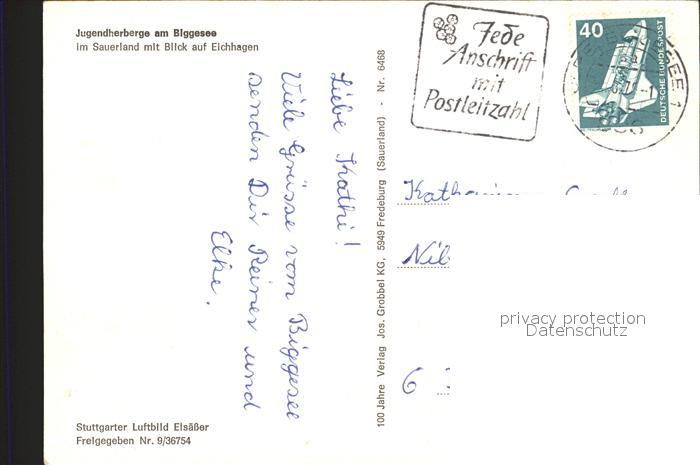 Jugendherberge am Biggesee
im Sauerland mit Blick auf Eichhagen
Jede
Anschrift
mit
Postleitzahl
40
DEUTSCHE BUNDESPOST
Liebe Kathi!
Viele Grüsse vom Biggesee
senden Dir Reiner und
Elke.
100 Jahre Verlag Jos. Grobbel KG, 5949 Fredeburg (Sauerland) - Nr. 6468
6
privacy protection
Datenschutz
Stuttgarter Luftbild Elsäßer
Freigegeben Nr. 9/36754